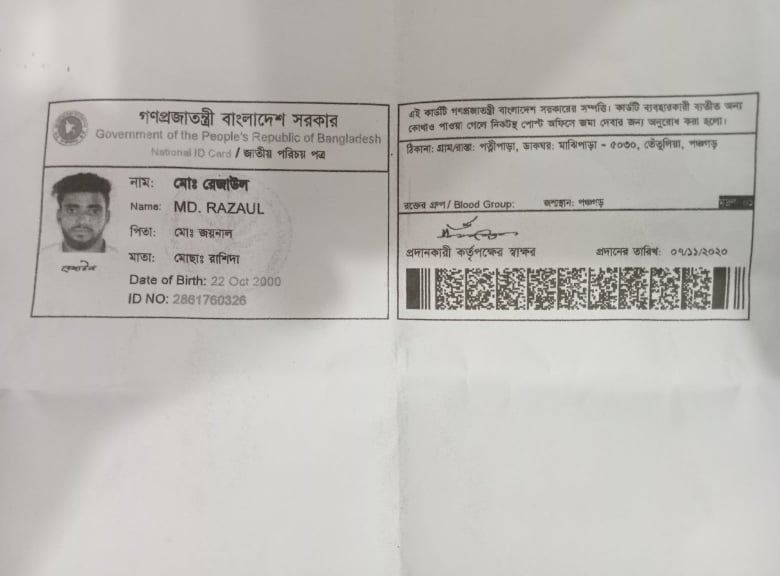 গণপ্রজাতন্ত্রী বাংলাদেশ সরকার
Government of the People's Republic of Bangladesh
National ID Card / জাতীয় পরিচয় পত্র
নাম: মোঃ রেজাউল
Name: MD. RAZAUL
পিতা: মোঃ জয়নাল
মাতা: মোছাঃ রাশিদা
Date of Birth: 22 Oct 2000
ID NO: 2861760326
এই কার্ডটি গণপ্রজাতন্ত্রী বাংলাদেশ সরকারের সম্পত্তি। কার্ডটি ব্যবহারকারী ব্যতীত অন্য
কোথাও পাওয়া গেলে নিকটস্থ পোস্ট অফিসে জমা দেবার জন্য অনুরোধ করা হলো।
ঠিকানা: গ্রাম/রাস্তা: পত্নীপাড়া, ডাকঘর: মাঝিপাড়া - ৫০৩০, তেঁতুলিয়া, পঞ্চগড়
রক্তের গ্রুপ / Blood Group: জন্মস্থান: পঞ্চগড়
প্রদানকারী কর্তৃপক্ষের স্বাক্ষর প্রদানের তারিখ: ০৭/১১/২০২০